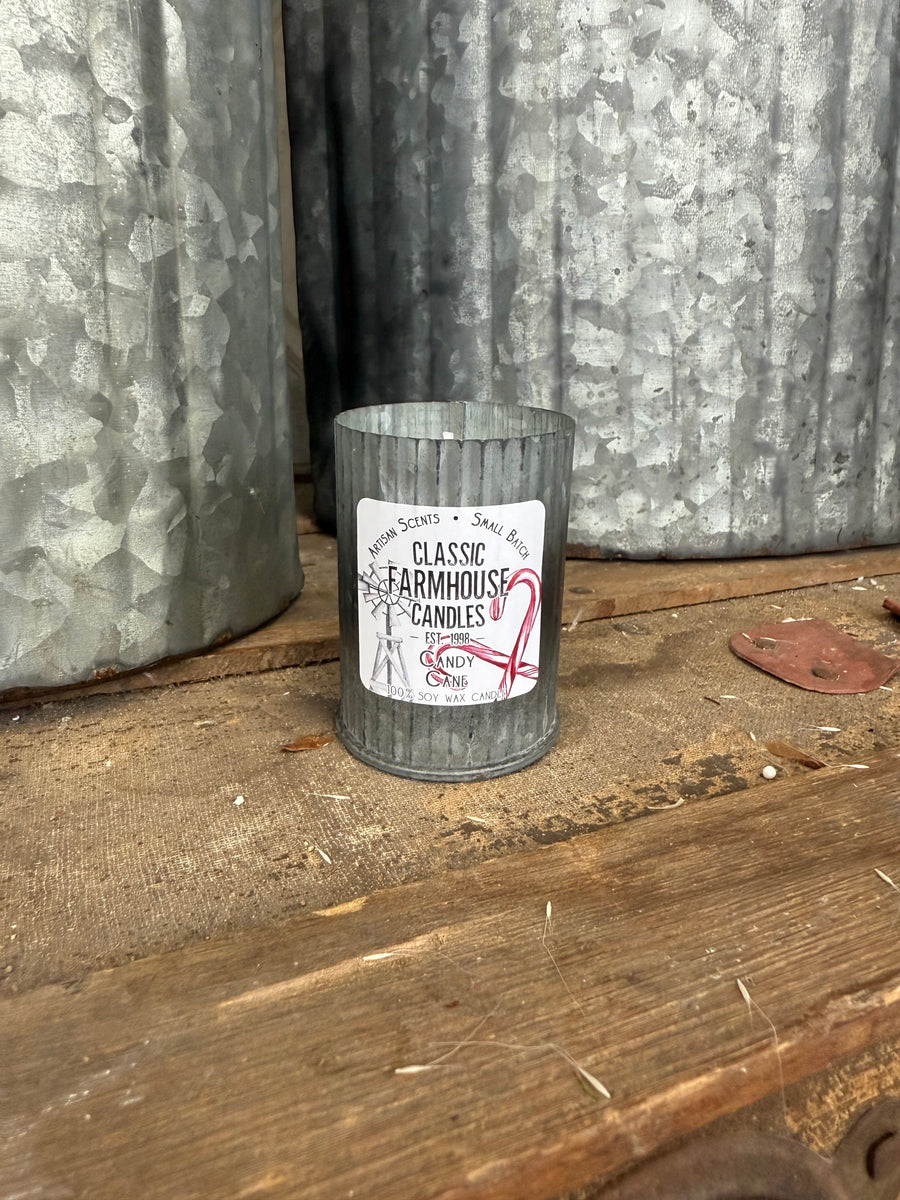 Artisan Scents • Small Batch
CLASSIC
FARMHOUSE
CANDLES
— EST. 1998 —
CANDY
CANE
100% SOY WAX CANDLE